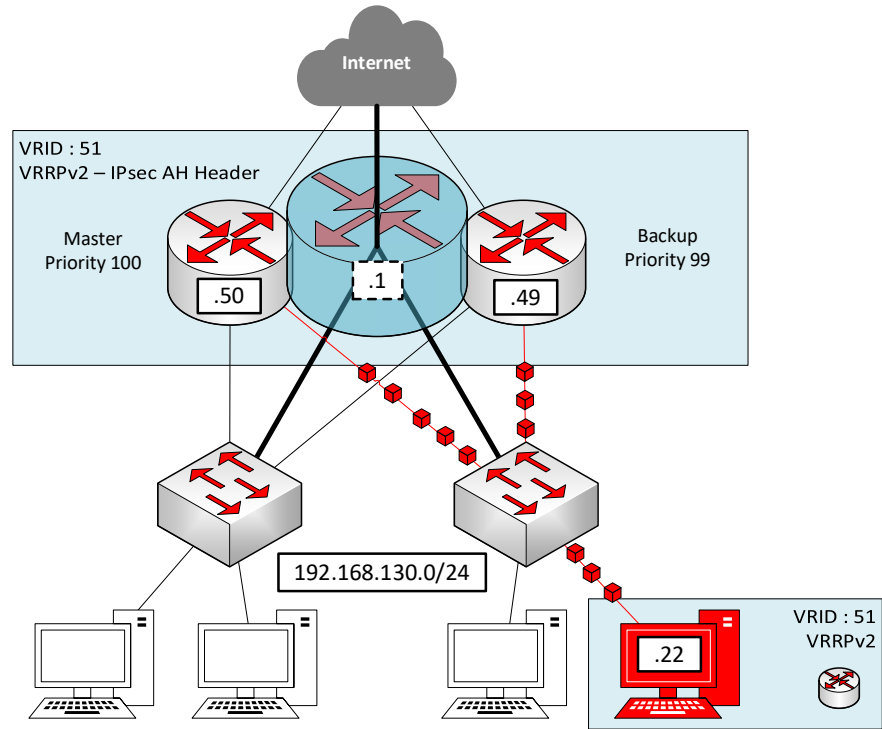 Internet
VRID : 51
VRRPv2 – IPsec AH Header
Master
Priority 100
Backup
Priority 99
.50
.1
.49
192.168.130.0/24
VRID : 51
VRRPv2
.22